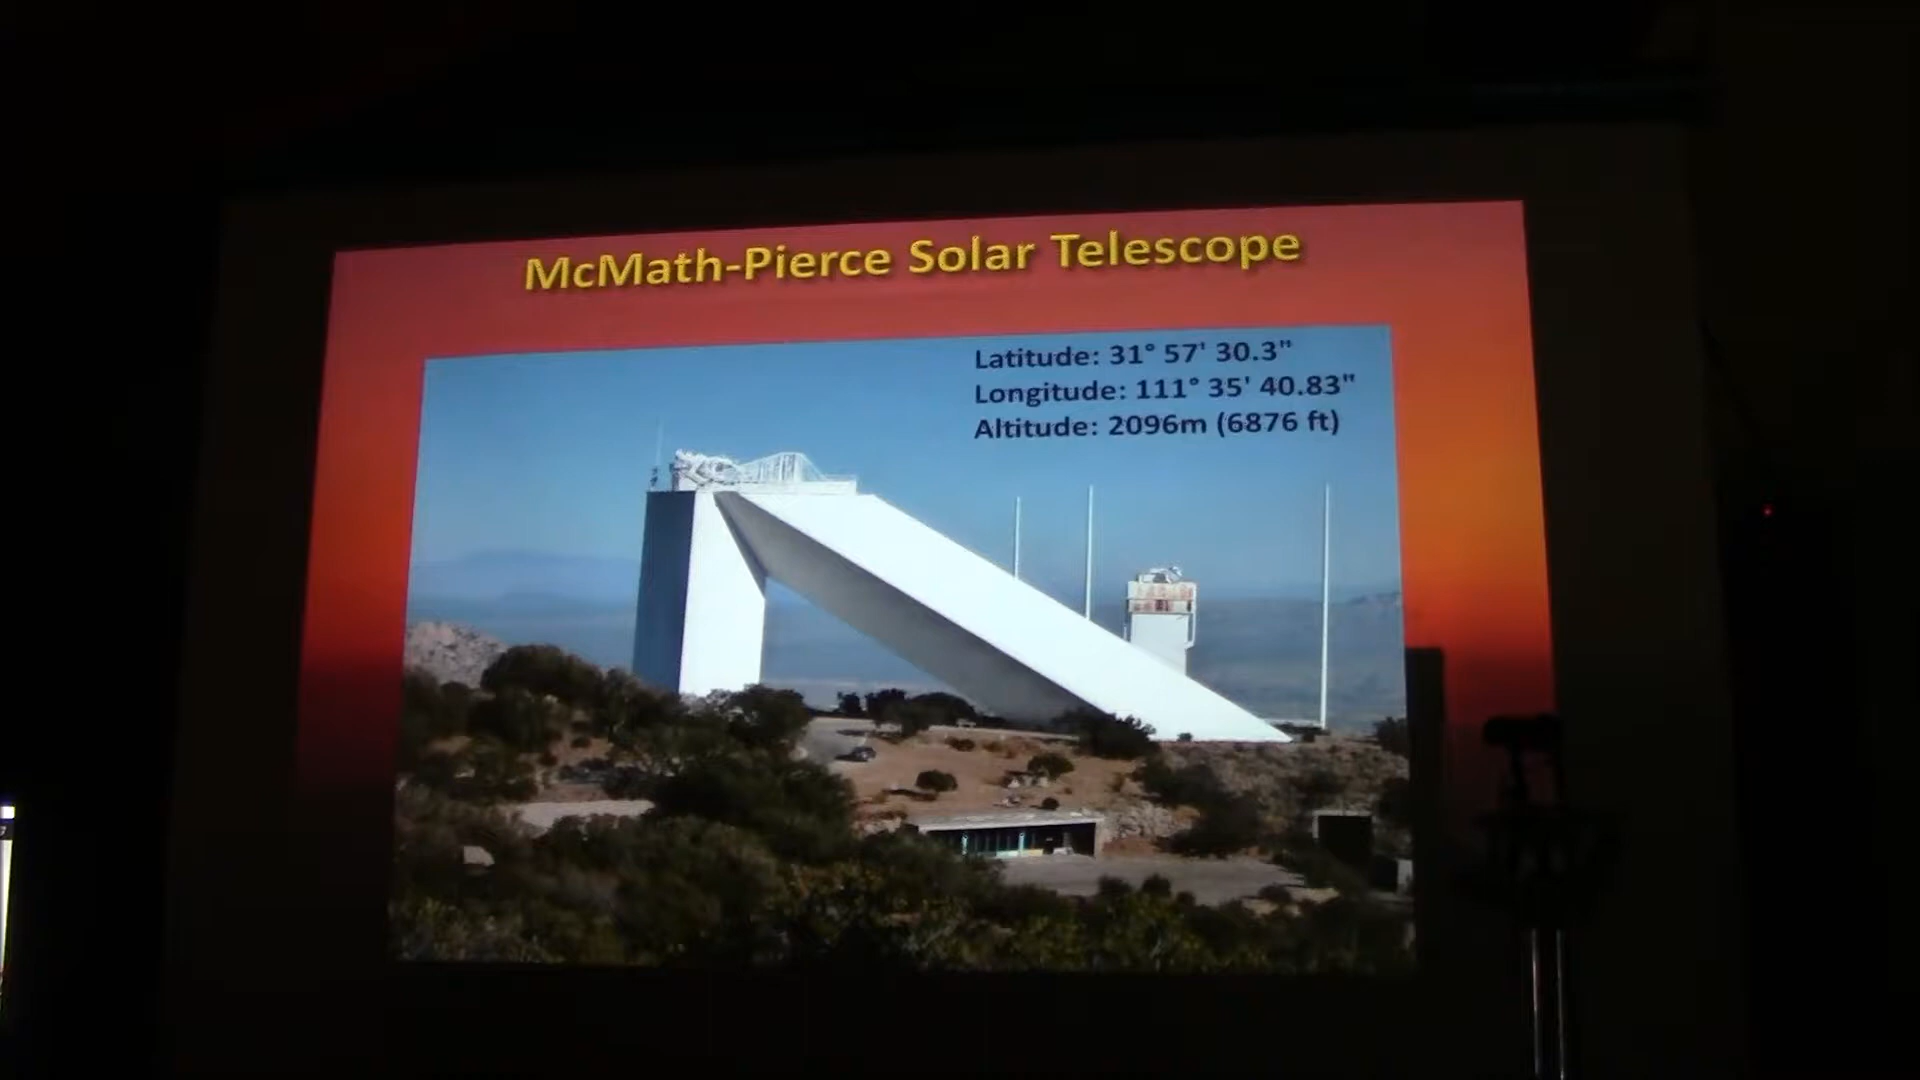 McMath-Pierce Solar Telescope
Latitude: 31° 57' 30.3"
Longitude: 111° 35' 40.83"
Altitude: 2096m (6876 ft)